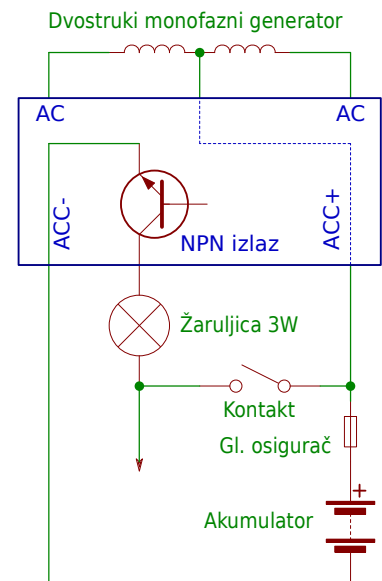 Dvostruki monofazni generator
AC
AC
ACC-
ACC+
NPN izlaz
Žaruljica 3W
Kontakt
Gl. osigurač
+
Akumulator